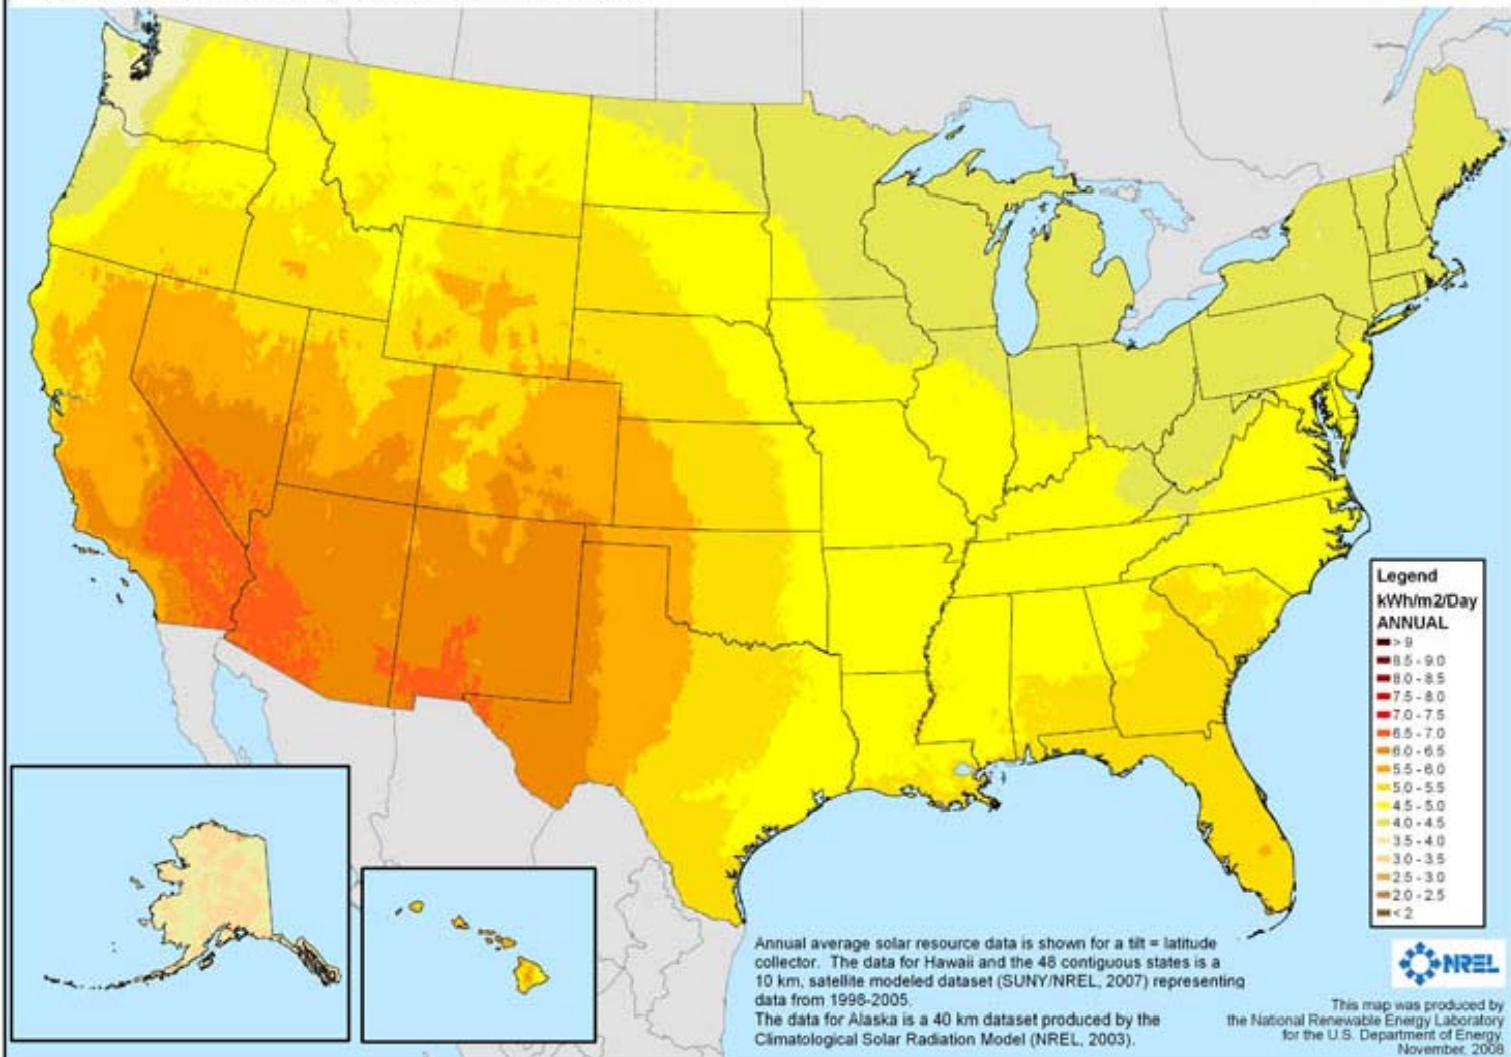 Legend
kWh/m2/Day
ANNUAL
> 9
8.5 - 9.0
8.0 - 8.5
7.5 - 8.0
7.0 - 7.5
6.5 - 7.0
6.0 - 6.5
5.5 - 6.0
5.0 - 5.5
4.5 - 5.0
4.0 - 4.5
3.5 - 4.0
3.0 - 3.5
2.5 - 3.0
2.0 - 2.5
< 2
Annual average solar resource data is shown for a tilt = latitude
collector. The data for Hawaii and the 48 contiguous states is a
10 km, satellite modeled dataset (SUNY/NREL, 2007) representing
data from 1998-2005.
The data for Alaska is a 40 km dataset produced by the
Climatological Solar Radiation Model (NREL, 2003).
NREL
This map was produced by
the National Renewable Energy Laboratory
for the U.S. Department of Energy.
November, 2008